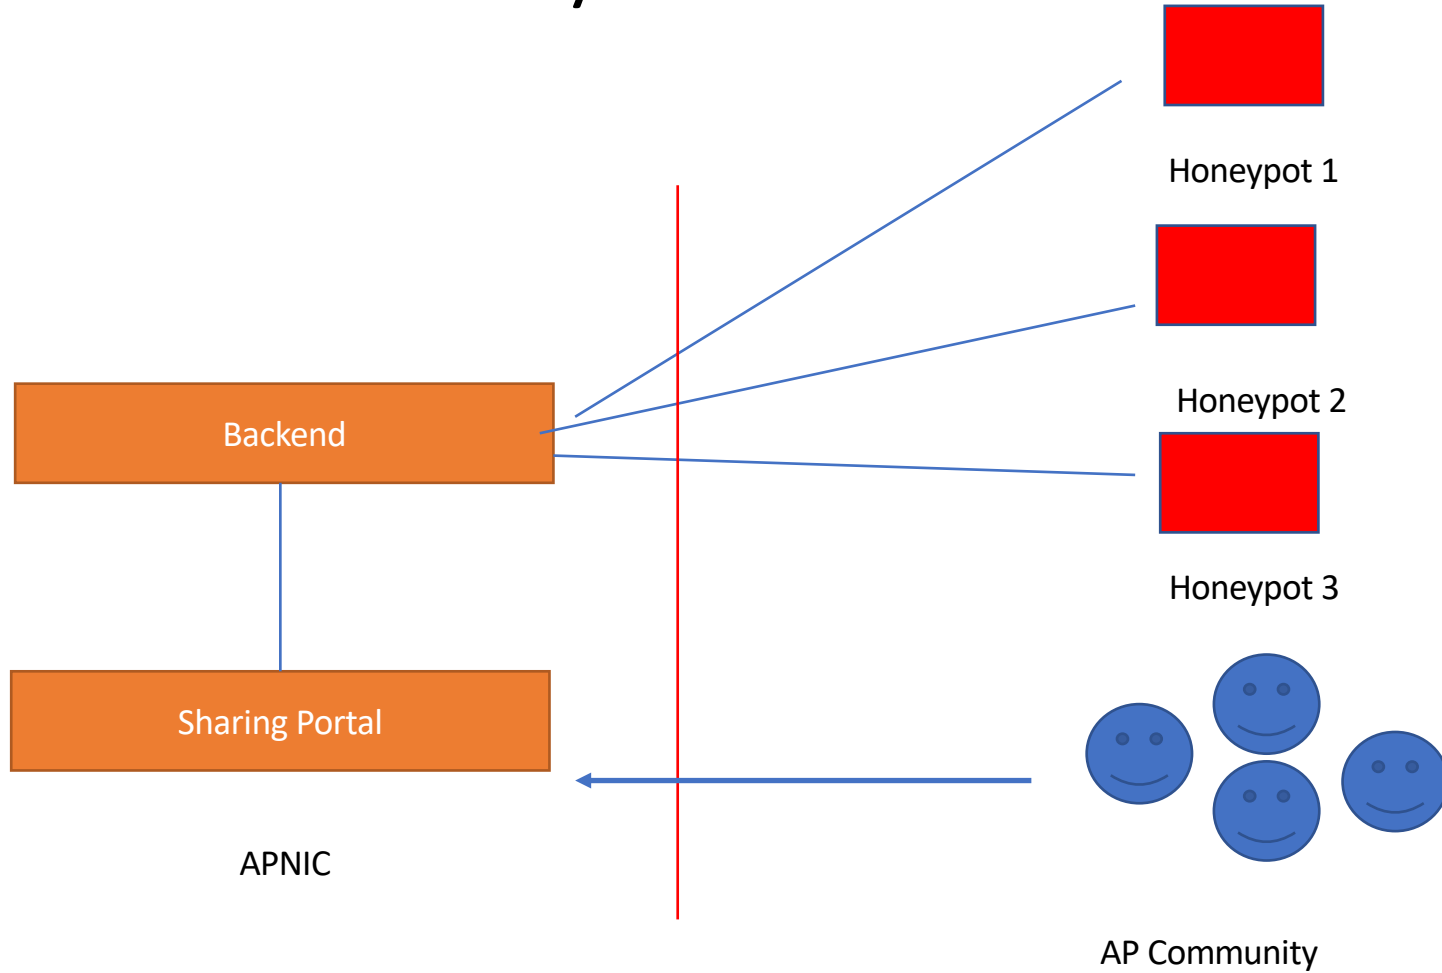 Honeypot 1
Honeypot 2
Backend
Honeypot 3
Sharing Portal
APNIC
AP Community